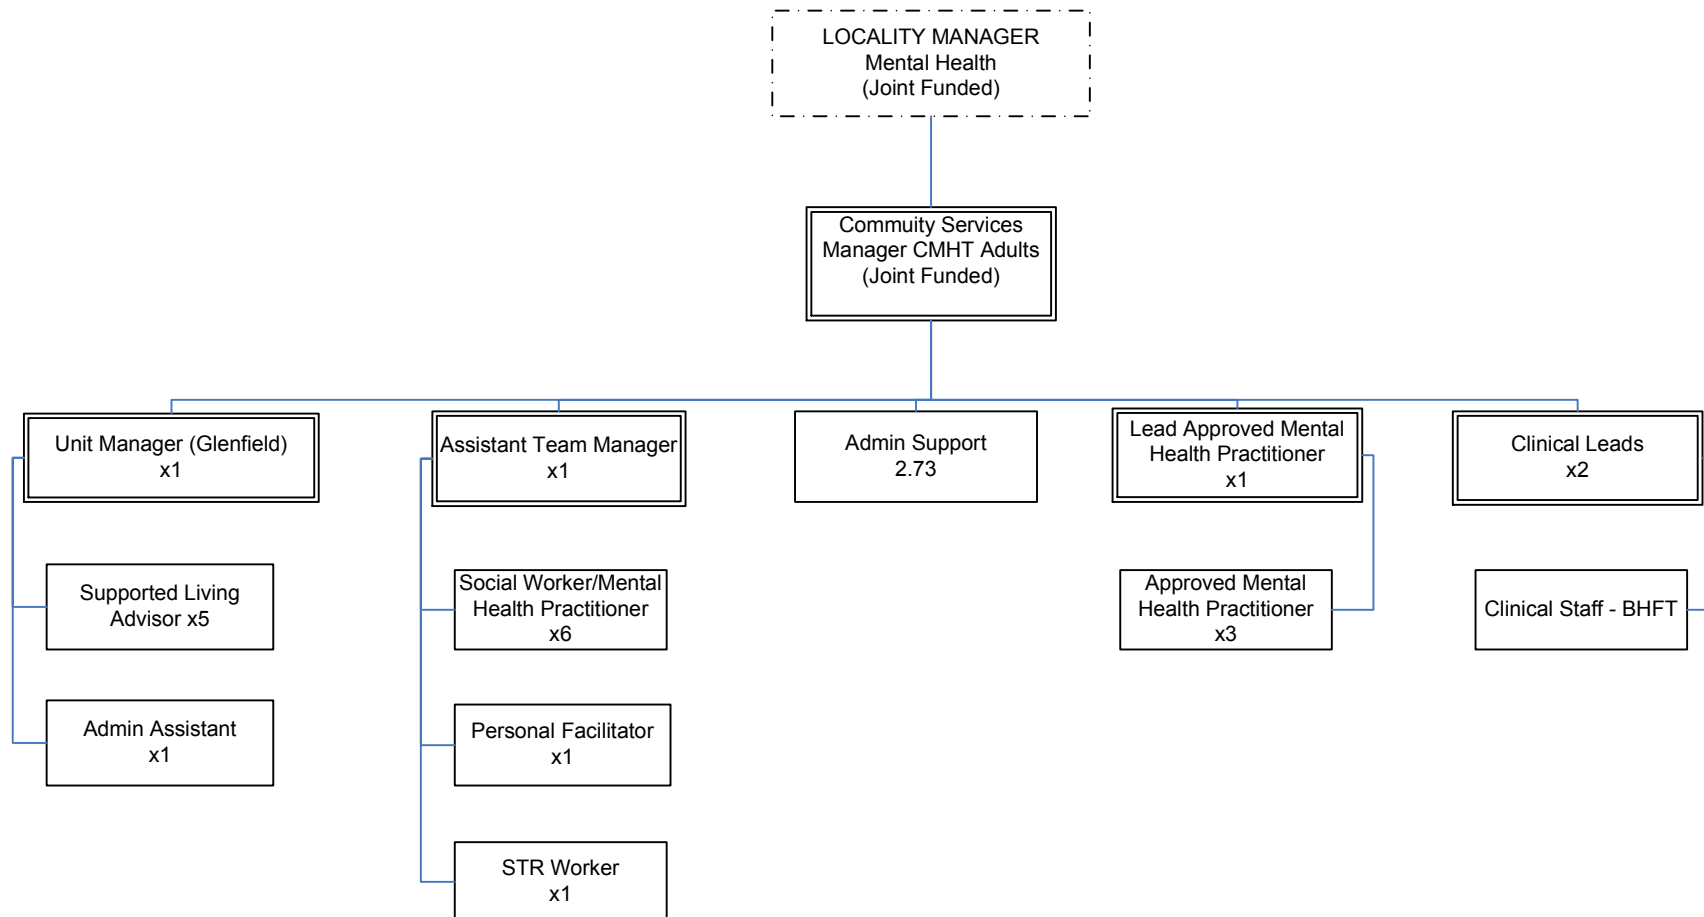 LOCALITY MANAGER
Mental Health
(Joint Funded)
Commuity Services
Manager CMHT Adults
(Joint Funded)
Unit Manager (Glenfield)
x1
Assistant Team Manager
x1
Admin Support
2.73
Lead Approved Mental
Health Practitioner
x1
Clinical Leads
x2
Supported Living
Advisor x5
Social Worker/Mental
Health Practitioner
x6
Approved Mental
Health Practitioner
x3
Clinical Staff - BHFT
Admin Assistant
x1
Personal Facilitator
x1
STR Worker
x1